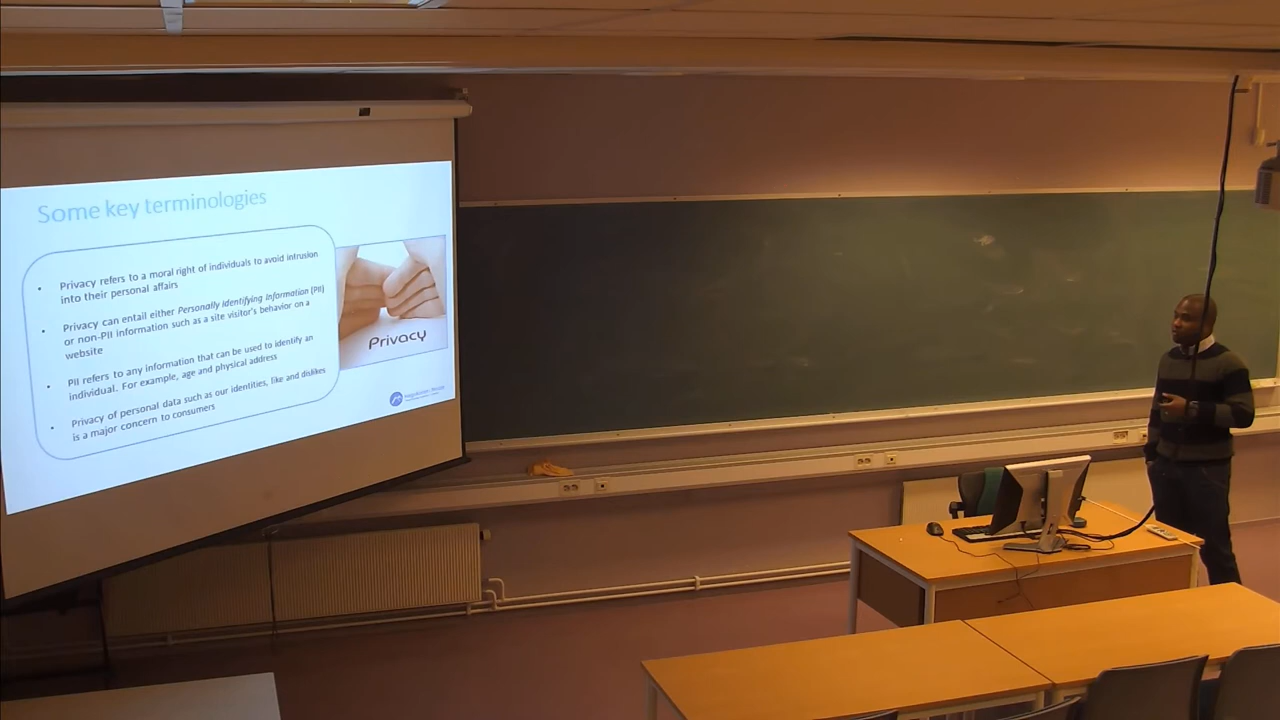 Some key terminologies
• Privacy refers to a moral right of individuals to avoid intrusion
into their personal affairs
• Privacy can entail either Personally Identifying Information (PII)
or non-PII information such as a site visitor's behavior on a
website
• PII refers to any information that can be used to identify an
individual. For example, age and physical address
• Privacy of personal data such as our identities, like and dislikes
is a major concern to consumers
Privacy